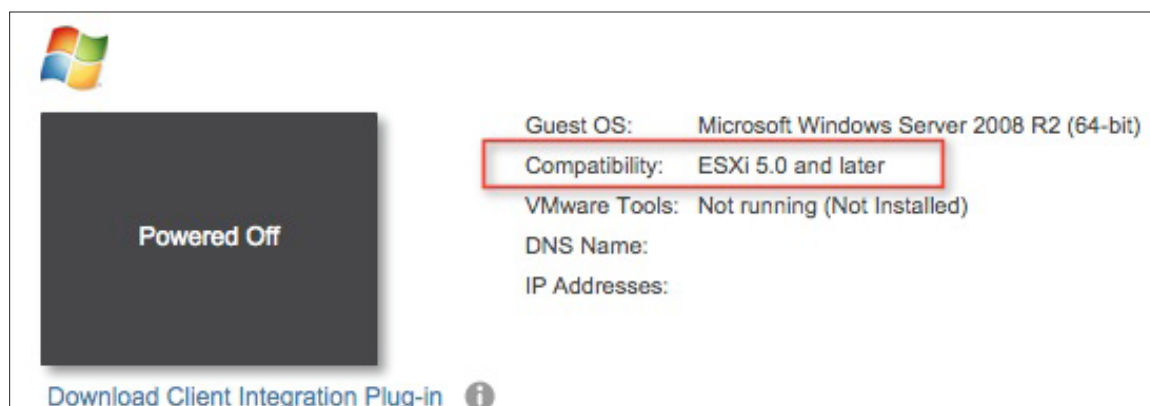 Guest OS: Microsoft Windows Server 2008 R2 (64-bit)
Compatibility: ESXi 5.0 and later
VMware Tools: Not running (Not Installed)
DNS Name:
IP Addresses:
Powered Off
Download Client Integration Plug-in